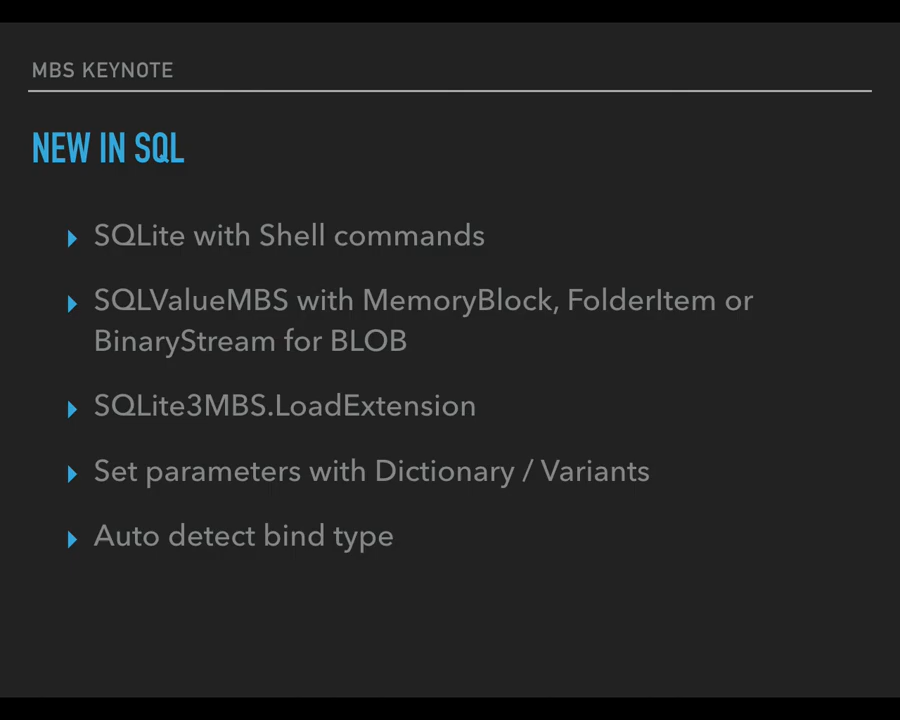 MBS KEYNOTE
NEW IN SQL
SQLite with Shell commands
SQLValueMBS with MemoryBlock, FolderItem or
BinaryStream for BLOB
SQLite3MBS.LoadExtension
Set parameters with Dictionary / Variants
Auto detect bind type